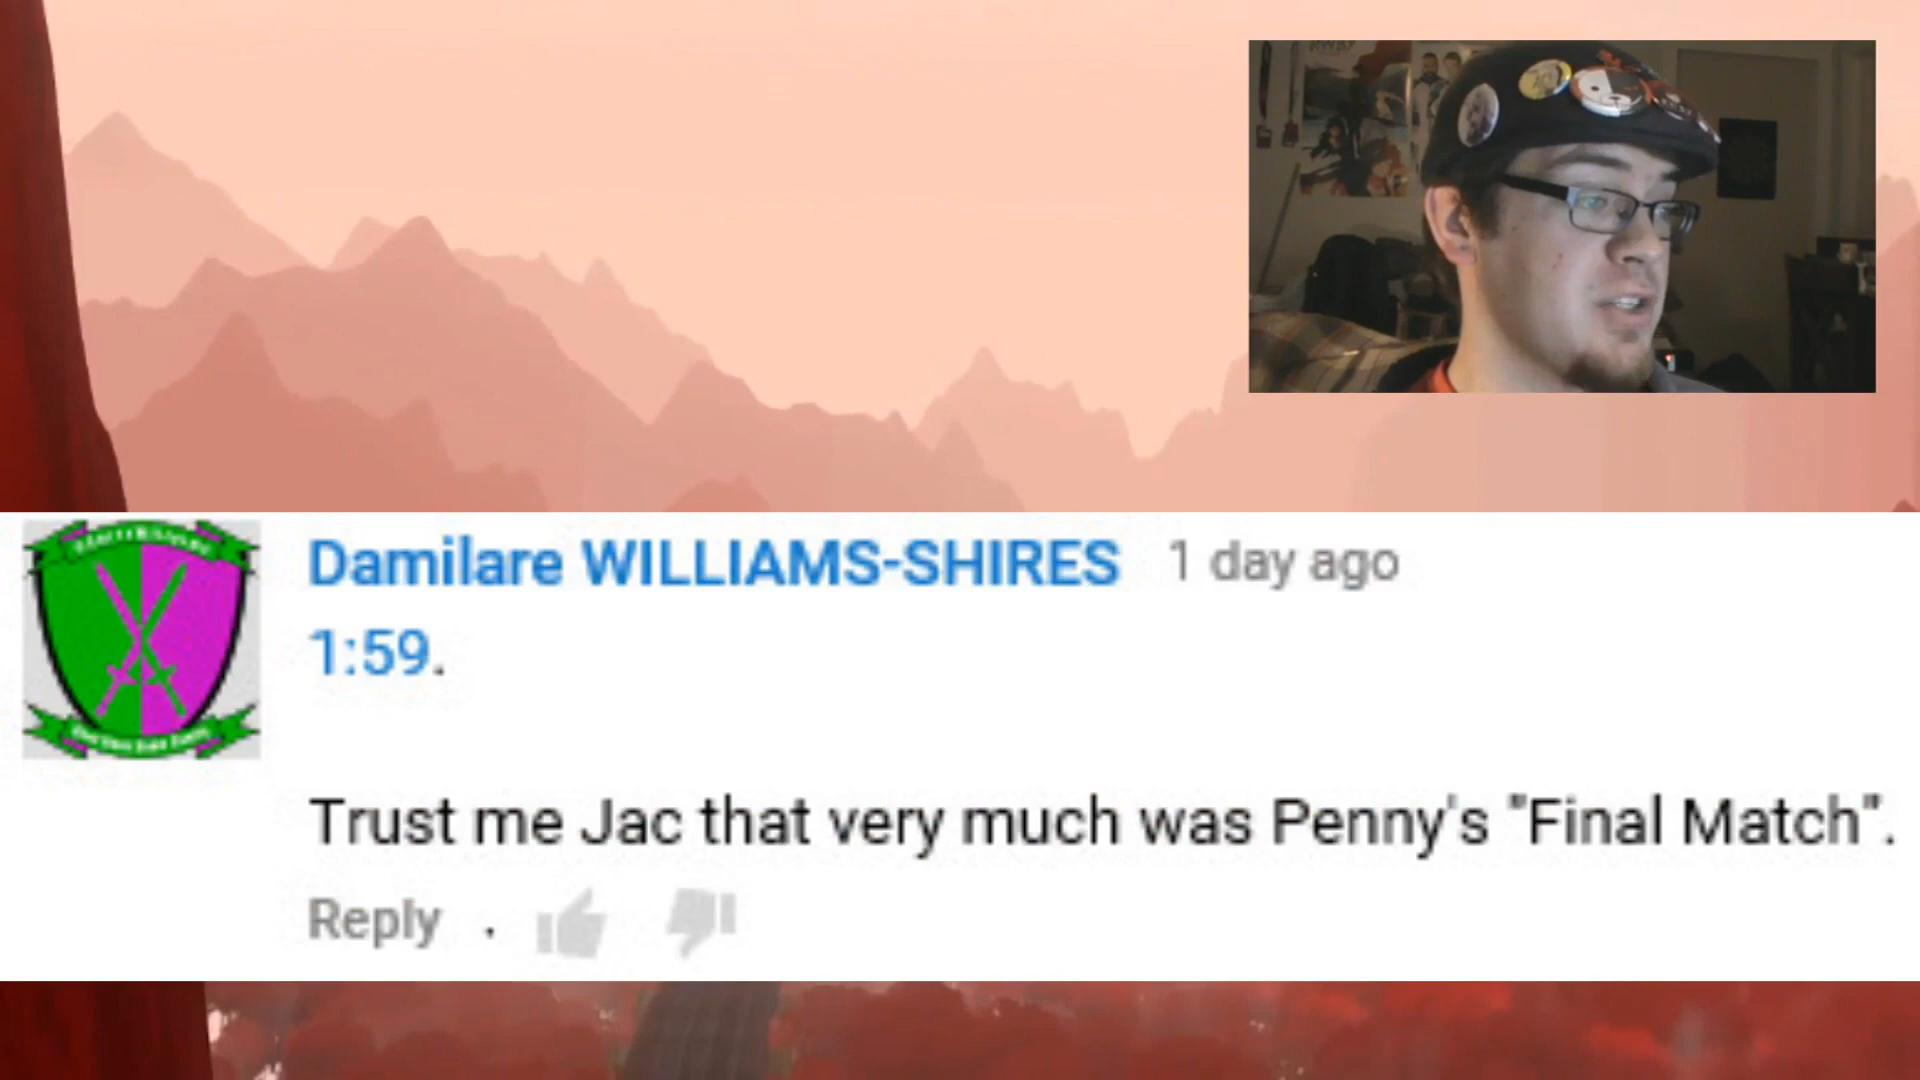 RWBY
Damilare WILLIAMS-SHIRES 1 day ago
1:59.
Trust me Jac that very much was Penny's "Final Match".
Reply .